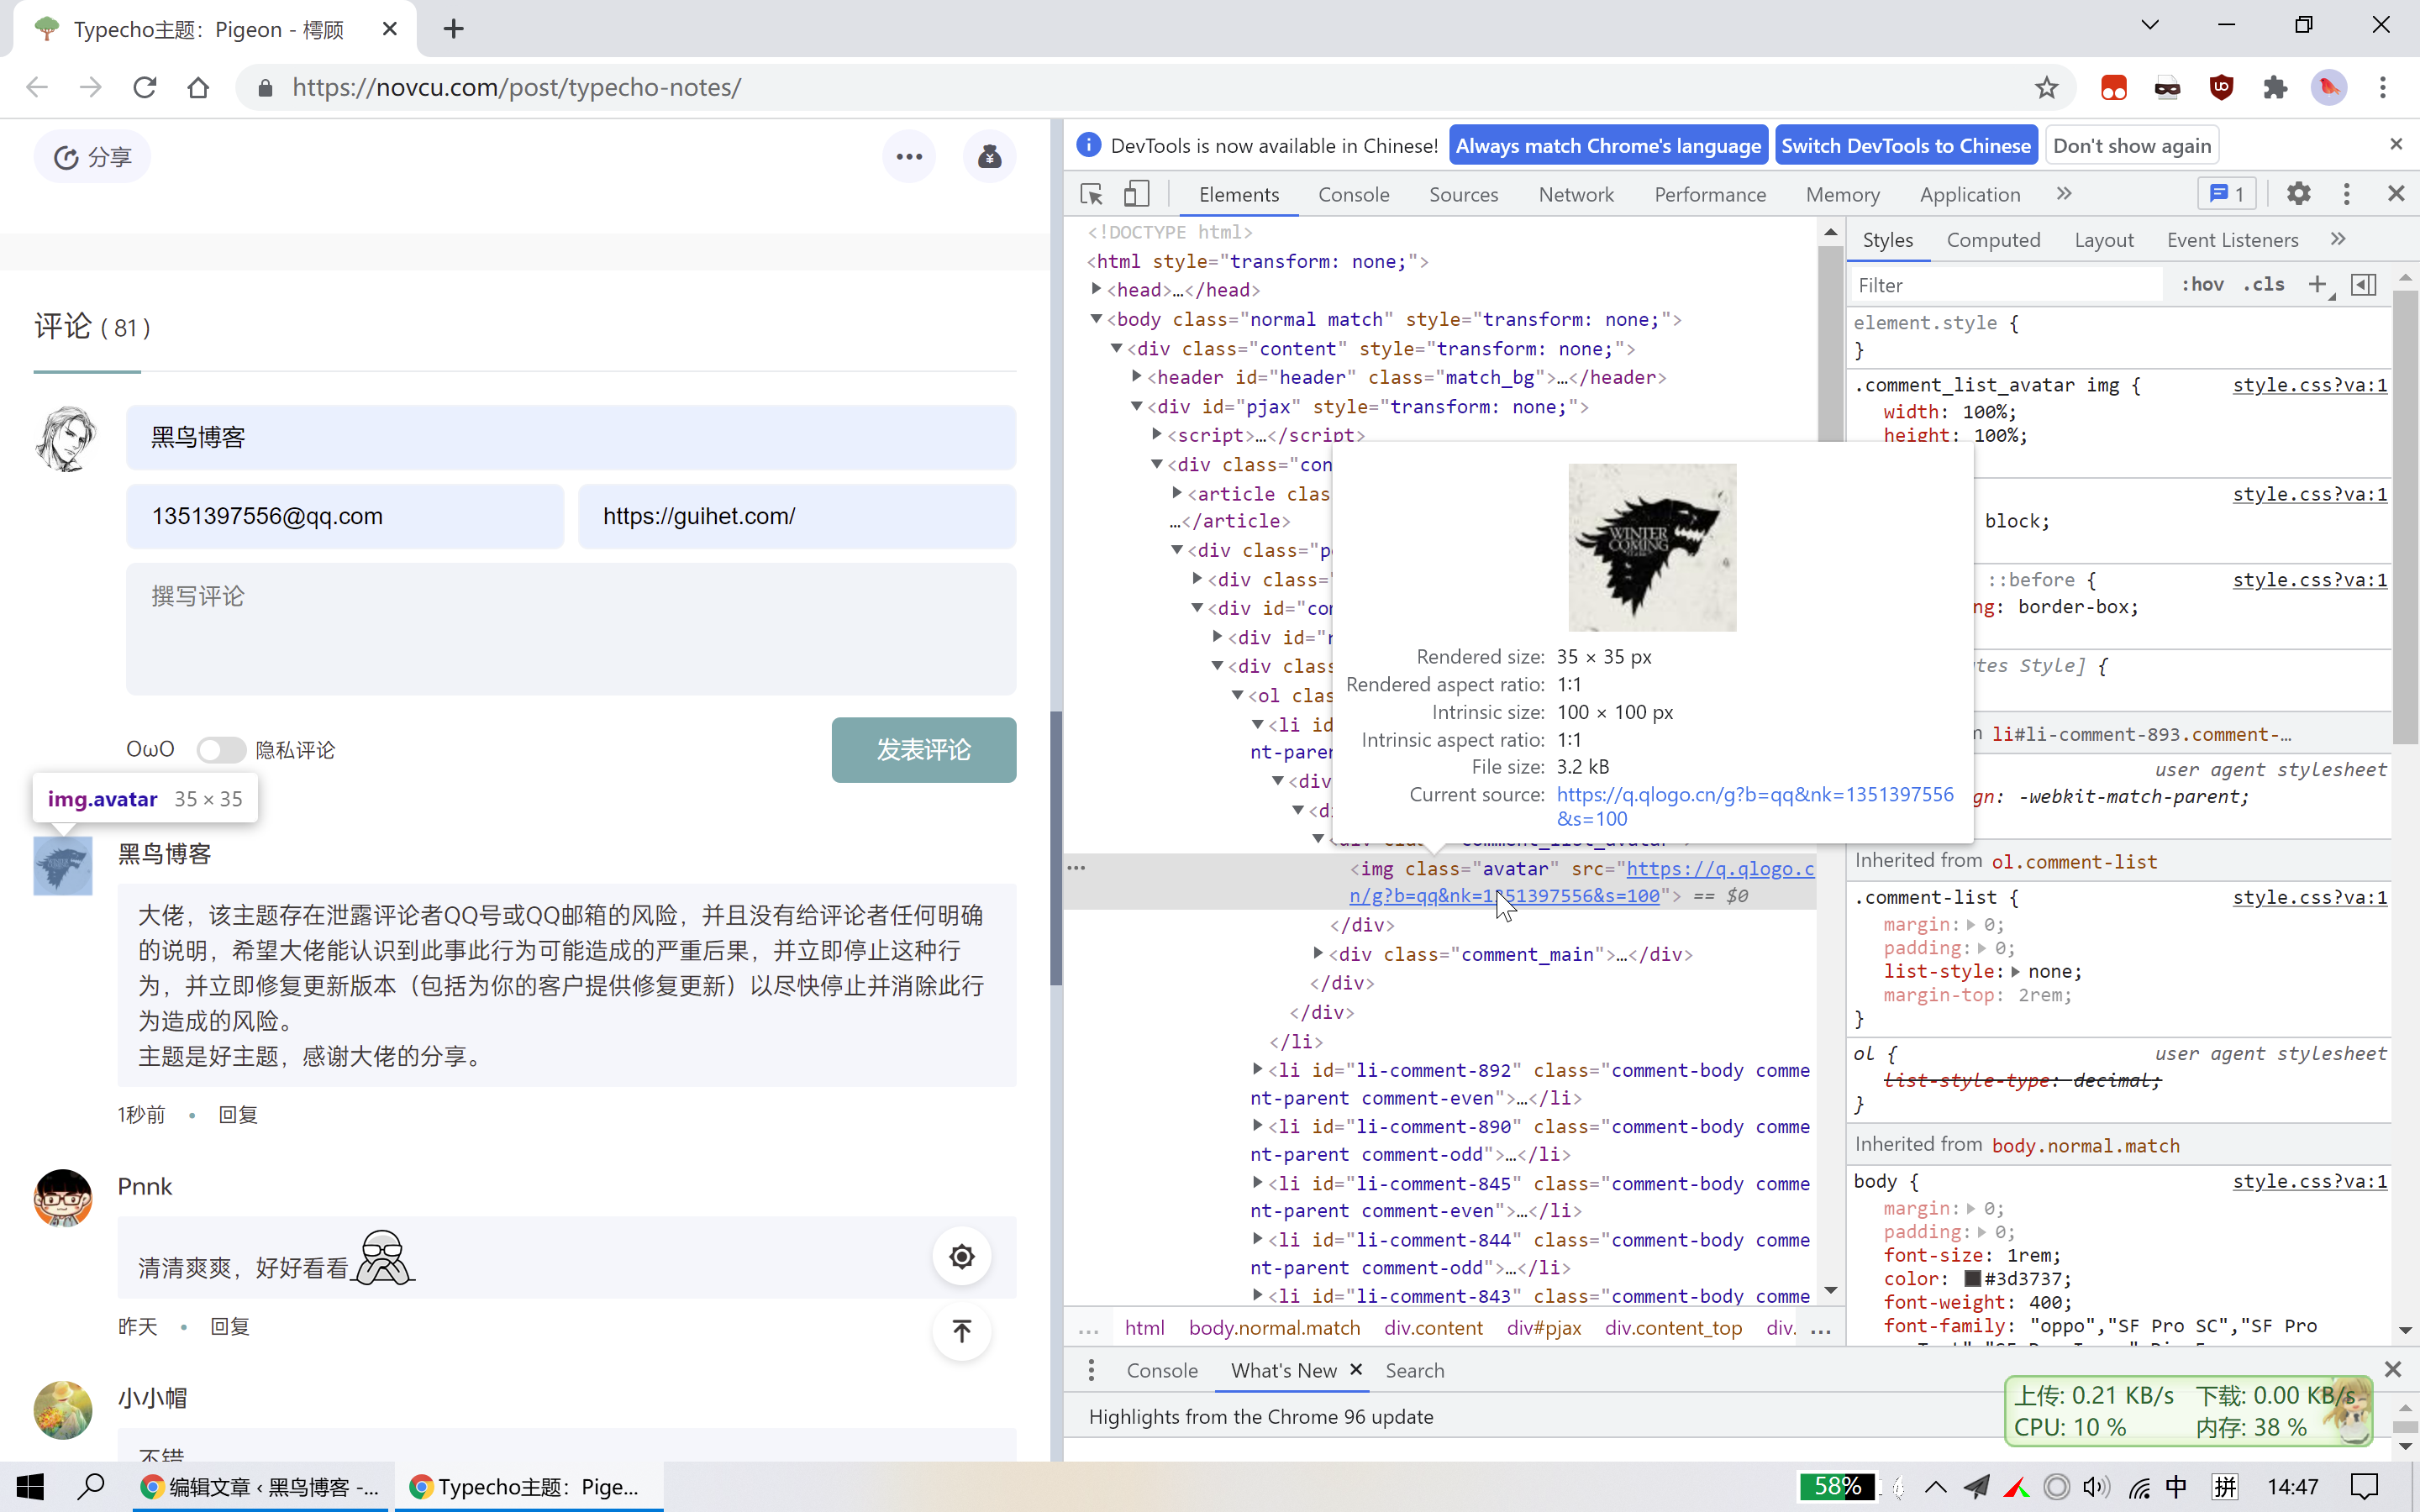 Typecho主题：Pigeon - 樗顾
https://novcu.com/post/typecho-notes/
分享
评论 ( 81 )
黑鸟博客
1351397556@qq.com
https://guihet.com/
撰写评论
OωO
隐私评论
发表评论
img.avatar 35 × 35
黑鸟博客
大佬，该主题存在泄露评论者QQ号或QQ邮箱的风险，并且没有给评论者任何明确
的说明，希望大佬能认识到此事此行为可能造成的严重后果，并立即停止这种行
为，并立即修复更新版本（包括为你的客户提供修复更新）以尽快停止并消除此行
为造成的风险。
主题是好主题，感谢大佬的分享。
1秒前 • 回复
Pnnk
清清爽爽，好好看看
昨天 • 回复
小小帽
不错
DevTools is now available in Chinese!
Always match Chrome's language
Switch DevTools to Chinese
Don't show again
Elements Console Sources Network Performance Memory Application
1
<!DOCTYPE html>
<html style="transform: none;">
<head>…</head>
<body class="normal match" style="transform: none;">
<div class="content" style="transform: none;">
<header id="header" class="match_bg">…</header>
<div id="pjax" style="transform: none;">
<script>…</script>
<div class="con
<article clas
…</article>
<div class="p
<div class="
<div id="cor
<div id="r
<div class
<ol clas
<li id
nt-parer
<div
<di
WINTER
COMING
Rendered size: 35 × 35 px
Rendered aspect ratio: 1:1
Intrinsic size: 100 × 100 px
Intrinsic aspect ratio: 1:1
File size: 3.2 kB
Current source: https://q.qlogo.cn/g?b=qq&nk=1351397556
&s=100
<img class="avatar" src="https://q.qlogo.c
n/g?b=qq&nk=1351397556&s=100"> == $0
</div>
<div class="comment_main">…</div>
</div>
</div>
</li>
<li id="li-comment-892" class="comment-body comme
nt-parent comment-even">…</li>
<li id="li-comment-890" class="comment-body comme
nt-parent comment-odd">…</li>
<li id="li-comment-845" class="comment-body comme
nt-parent comment-even">…</li>
<li id="li-comment-844" class="comment-body comme
nt-parent comment-odd">…</li>
<li id="li-comment-843" class="comment-body comme
... html body.normal.match div.content div#pjax div.content_top div. ...
Styles Computed Layout Event Listeners
Filter
:hov .cls
element.style {
}
.comment_list_avatar img { style.css?va:1
width: 100%;
height: 100%;
style.css?va:1
block;
::before { style.css?va:1
ng: border-box;
tes Style] {
n li#li-comment-893.comment-…
user agent stylesheet
gn: -webkit-match-parent;
Inherited from ol.comment-list
.comment-list { style.css?va:1
margin: 0;
padding: 0;
list-style: none;
margin-top: 2rem;
}
ol { user agent stylesheet
list-style-type: decimal;
}
Inherited from body.normal.match
body { style.css?va:1
margin: 0;
padding: 0;
font-size: 1rem;
color: #3d3737;
font-weight: 400;
font-family: "oppo","SF Pro SC","SF Pro
Console What's New Search
Highlights from the Chrome 96 update
上传: 0.21 KB/s 下载: 0.00 KB/s
CPU: 10 % 内存: 38 %
编辑文章 ‹ 黑鸟博客 -...
Typecho主题：Pige...
58%
中
拼
14:47